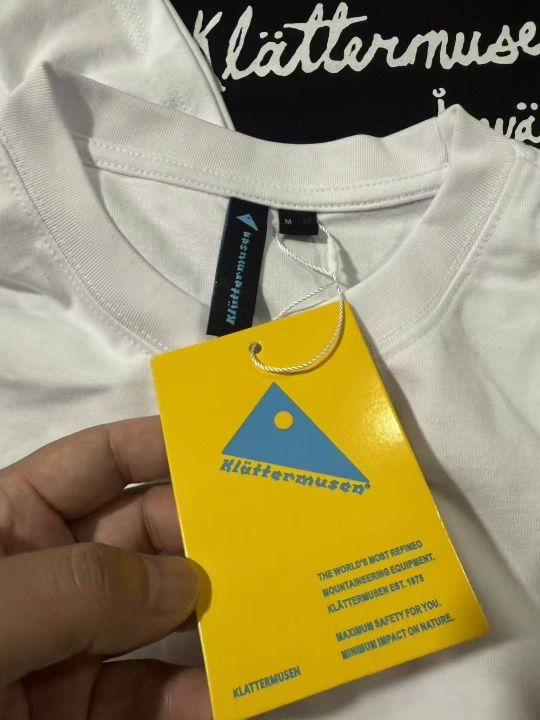 Klättermuse
Klättermusen
M
Klättermusen®
THE WORLD'S MOST REFINED
MOUNTAINEERING EQUIPMENT.
KLÄTTERMUSEN EST. 1975
MAXIMUM SAFETY FOR YOU.
MINIMUM IMPACT ON NATURE.
KLATTERMUSEN